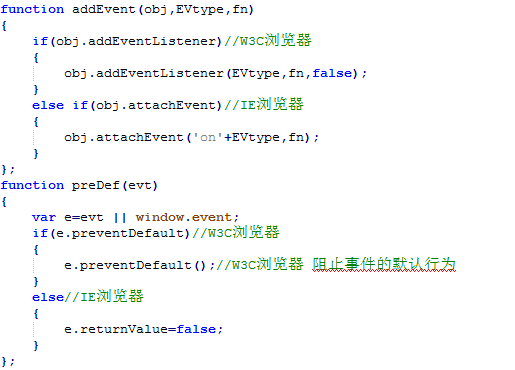 function addEvent(obj,EVtype,fn)
{
if(obj.addEventListener)//W3C浏览器
{
obj.addEventListener(EVtype,fn,false);
}
else if(obj.attachEvent)//IE浏览器
{
obj.attachEvent('on'+EVtype,fn);
}
};
function preDef(evt)
{
var e=evt || window.event;
if(e.preventDefault)//W3C浏览器
{
e.preventDefault();//W3C浏览器 阻止事件的默认行为
}
else//IE浏览器
{
e.returnValue=false;
}
};